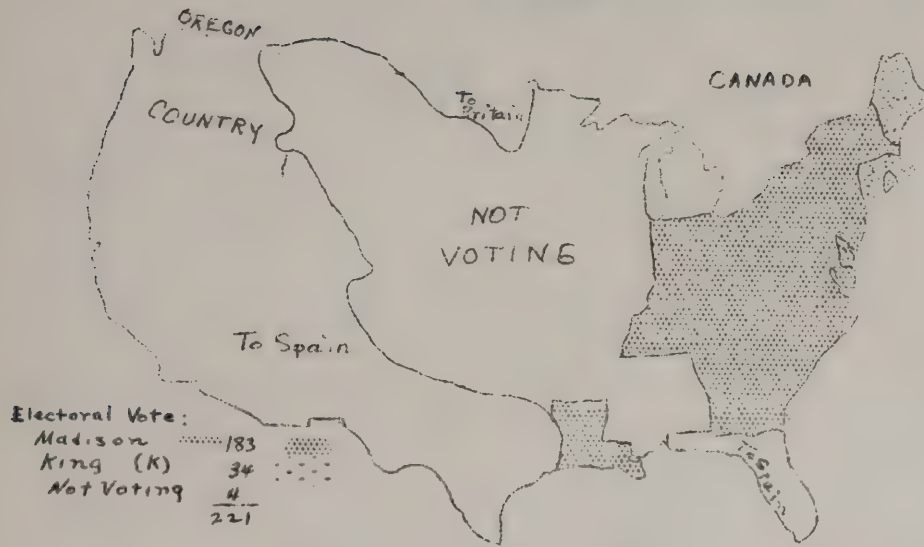 OREGON
COUNTRY
To
Britain
CANADA
NOT
VOTING
To Spain
To Spain
Electoral Vote:
Madison 183
King (K) 34
Not Voting 4
221